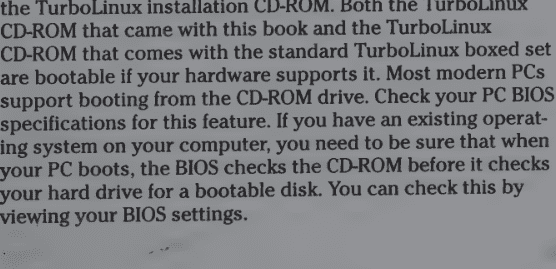 the TurboLinux installation CD-ROM. Both the TurboLinux
CD-ROM that came with this book and the TurboLinux
CD-ROM that comes with the standard TurboLinux boxed set
are bootable if your hardware supports it. Most modern PCs
support booting from the CD-ROM drive. Check your PC BIOS
specifications for this feature. If you have an existing operat-
ing system on your computer, you need to be sure that when
your PC boots, the BIOS checks the CD-ROM before it checks
your hard drive for a bootable disk. You can check this by
viewing your BIOS settings.